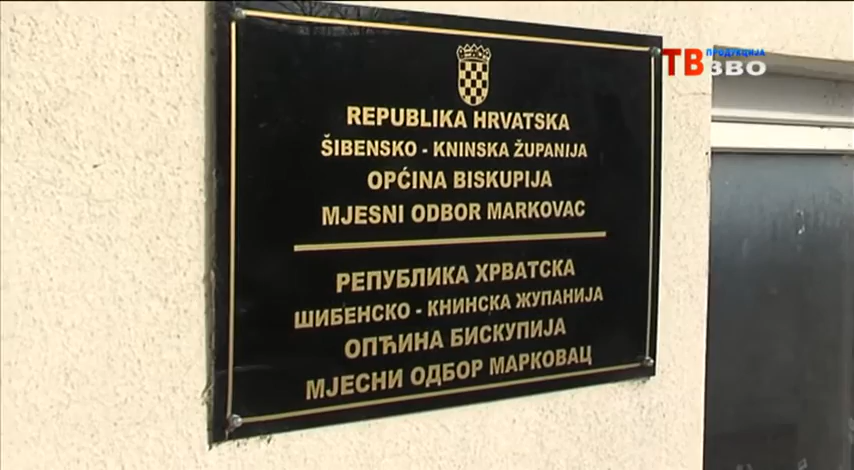 REPUBLIKA HRVATSKA
ŠIBENSKO - KNINSKA ŽUPANIJA
OPĆINA BISKUPIJA
MJESNI ODBOR MARKOVAC
РЕПУБЛИКА ХРВАТСКА
ШИБЕНСКО - КНИНСКА ЖУПАНИЈА
ОПЋИНА БИСКУПИЈА
МЈЕСНИ ОДБОР МАРКОВАЦ
ТВ ПРОДУКЦИЈА
ЗВО